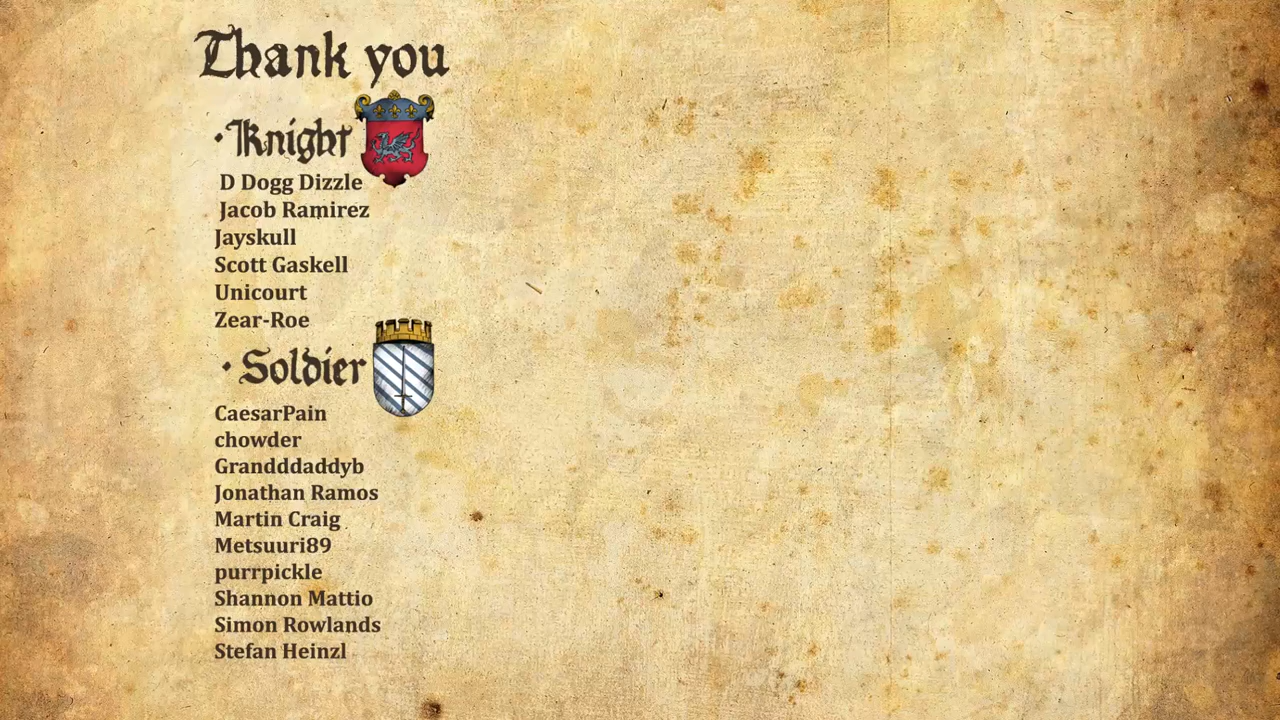 Thank you
·Knight
D Dogg Dizzle
Jacob Ramirez
Jayskull
Scott Gaskell
Unicourt
Zear-Roe
· Soldier
CaesarPain
chowder
Grandddaddyb
Jonathan Ramos
Martin Craig
Metsuuri89
purrpickle
Shannon Mattio
Simon Rowlands
Stefan Heinzl